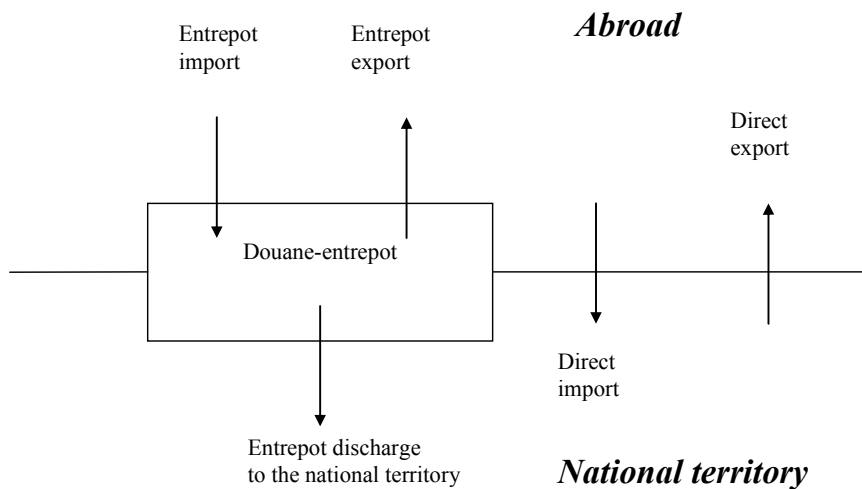 Entrepot
import
Entrepot
export
Abroad
Direct
export
Douane-entrepot
Direct
import
Entrepot discharge
to the national territory
National territory